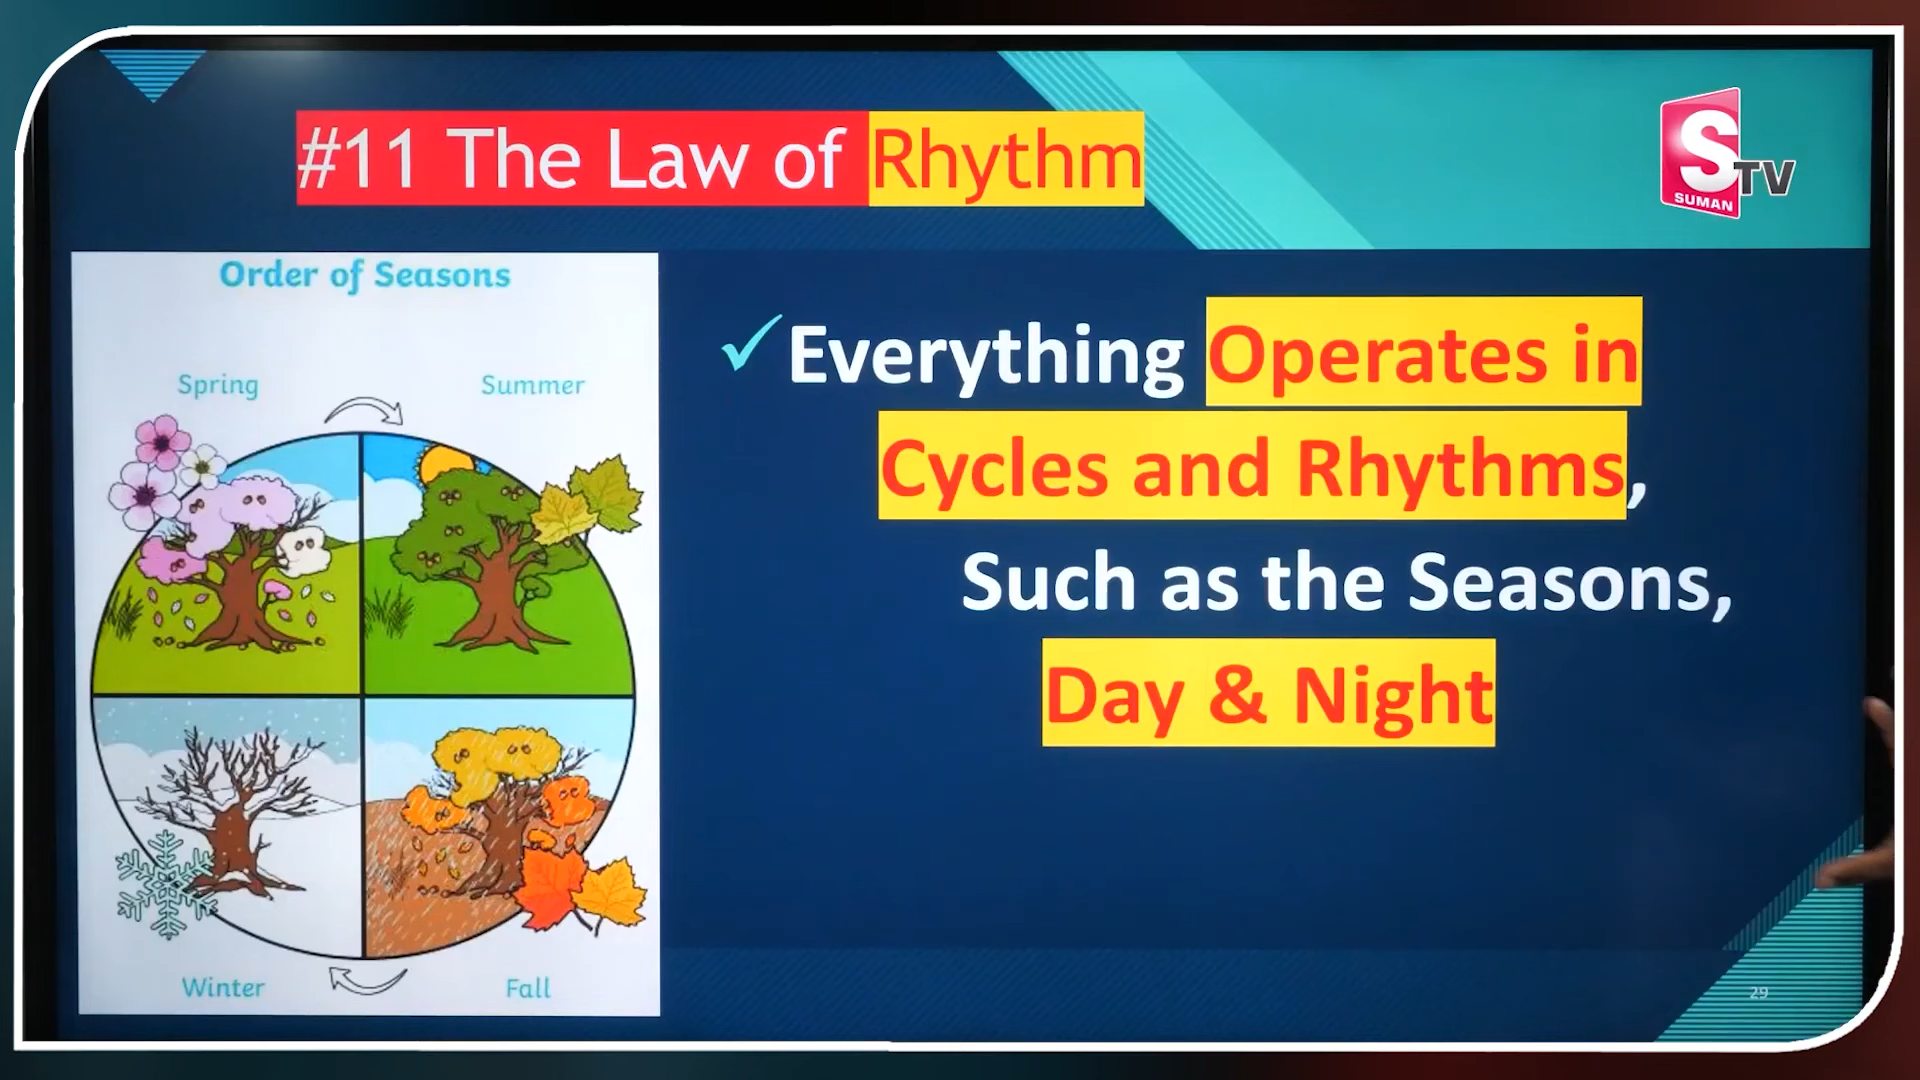 #11 The Law of Rhythm
S
TV
SUMAN
Order of Seasons
Spring
Summer
Winter
Fall
Everything Operates in
Cycles and Rhythms,
Such as the Seasons,
Day & Night
29